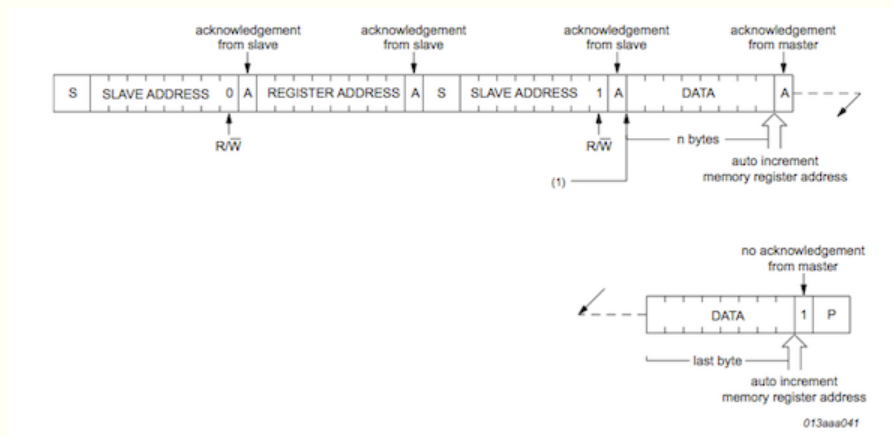 acknowledgement
from slave
acknowledgement
from slave
acknowledgement
from slave
acknowledgement
from master
S SLAVE ADDRESS 0 A REGISTER ADDRESS A S SLAVE ADDRESS 1 A DATA A
R/W̅
R/W̅
n bytes
auto increment
memory register address
(1)
no acknowledgement
from master
DATA 1 P
last byte
auto increment
memory register address
013aaa041